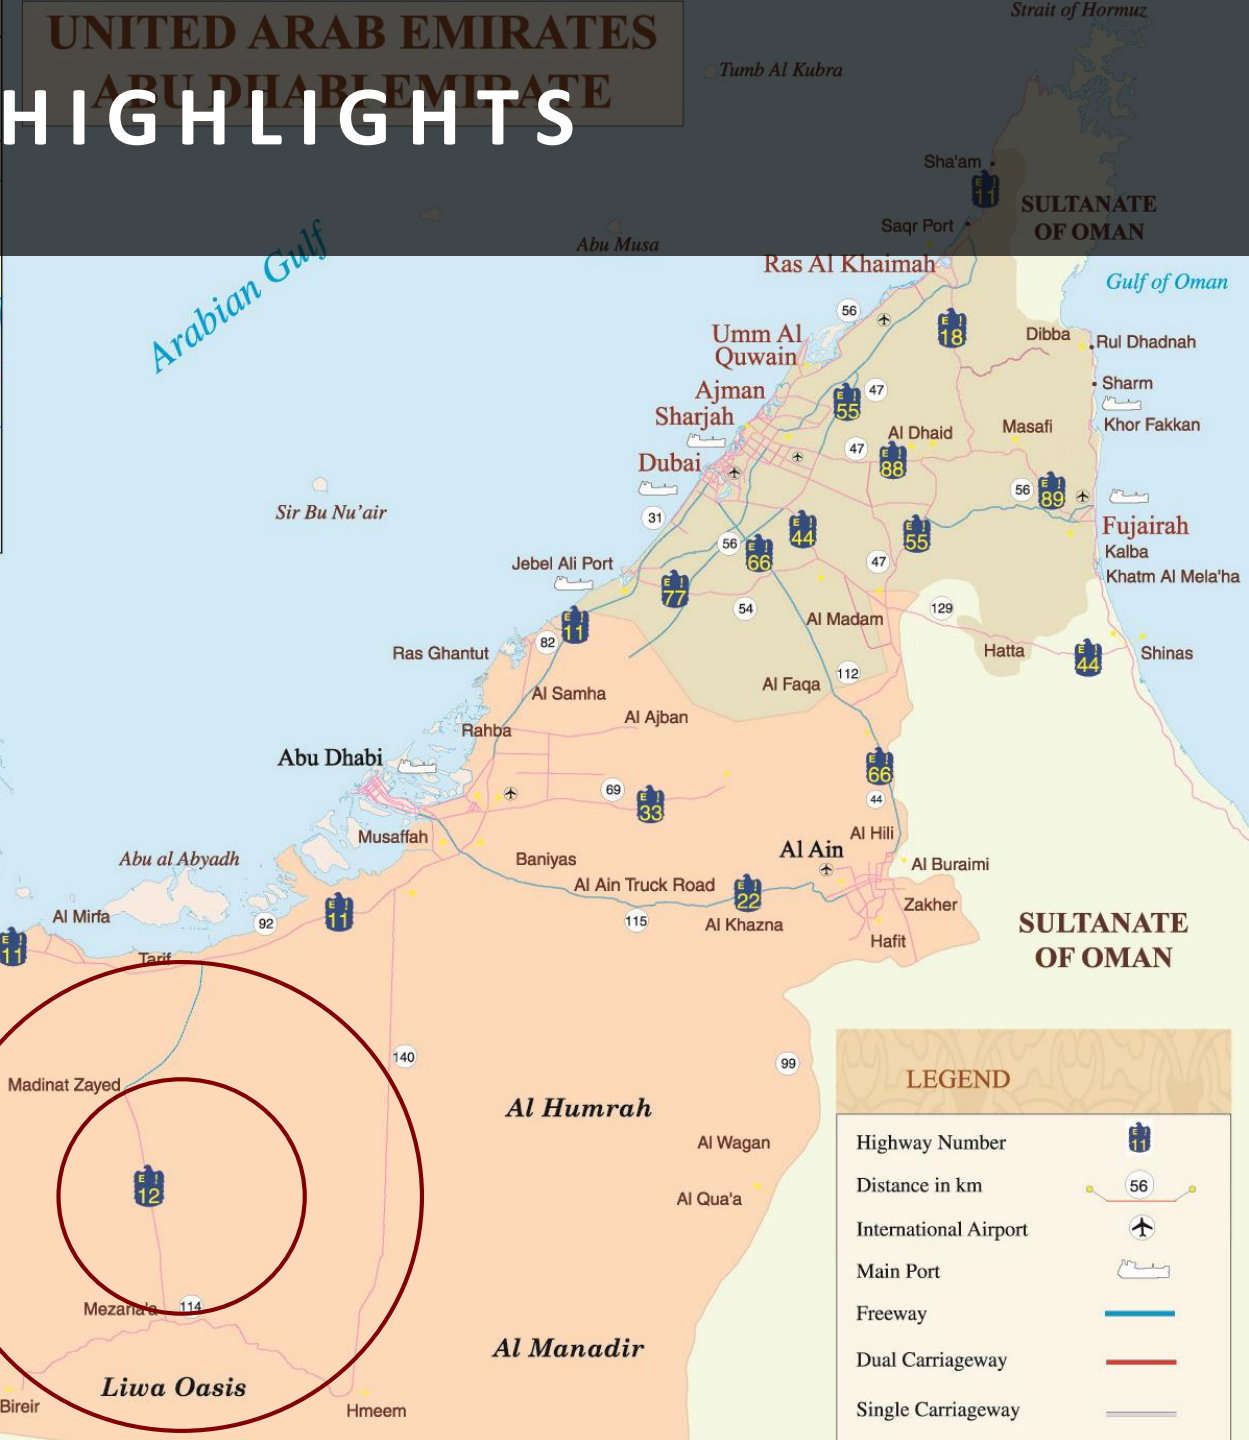 UNITED ARAB EMIRATES
ABU DHABI EMIRATE
HIGHLIGHTS
Strait of Hormuz
Tumb Al Kubra
Sha'am
E 11
SULTANATE
OF OMAN
Saqr Port
Abu Musa
Arabian Gulf
Ras Al Khaimah
Gulf of Oman
56
E 18
Umm Al
Quwain
Dibba
Rul Dhadnah
Ajman
47
Sharm
E 55
Sharjah
Khor Fakkan
Al Dhaid
Masafi
47
E 88
Dubai
56
E 89
Sir Bu Nu'air
31
Fujairah
E 44
E 55
56
E 66
Kalba
Jebel Ali Port
47
Khatm Al Mela'ha
E 77
54
129
Al Madam
E 11
82
Ras Ghantut
Hatta
E 44
Shinas
112
Al Faqa
Al Samha
Al Ajban
Rahba
Abu Dhabi
E 66
69
44
E 33
Musaffah
Al Hili
Al Ain
Abu al Abyadh
Baniyas
Al Buraimi
Al Ain Truck Road
E 22
Zakher
Al Mirfa
92
E 11
115
Al Khazna
SULTANATE
OF OMAN
E 11
Hafit
Tarif
140
99
Madinat Zayed
LEGEND
Al Humrah
Al Wagan
Highway Number
E 11
E 12
Al Qua'a
Distance in km
56
International Airport
Main Port
Mezaria'a
114
Freeway
Al Manadir
Dual Carriageway
Liwa Oasis
Bireir
Hmeem
Single Carriageway